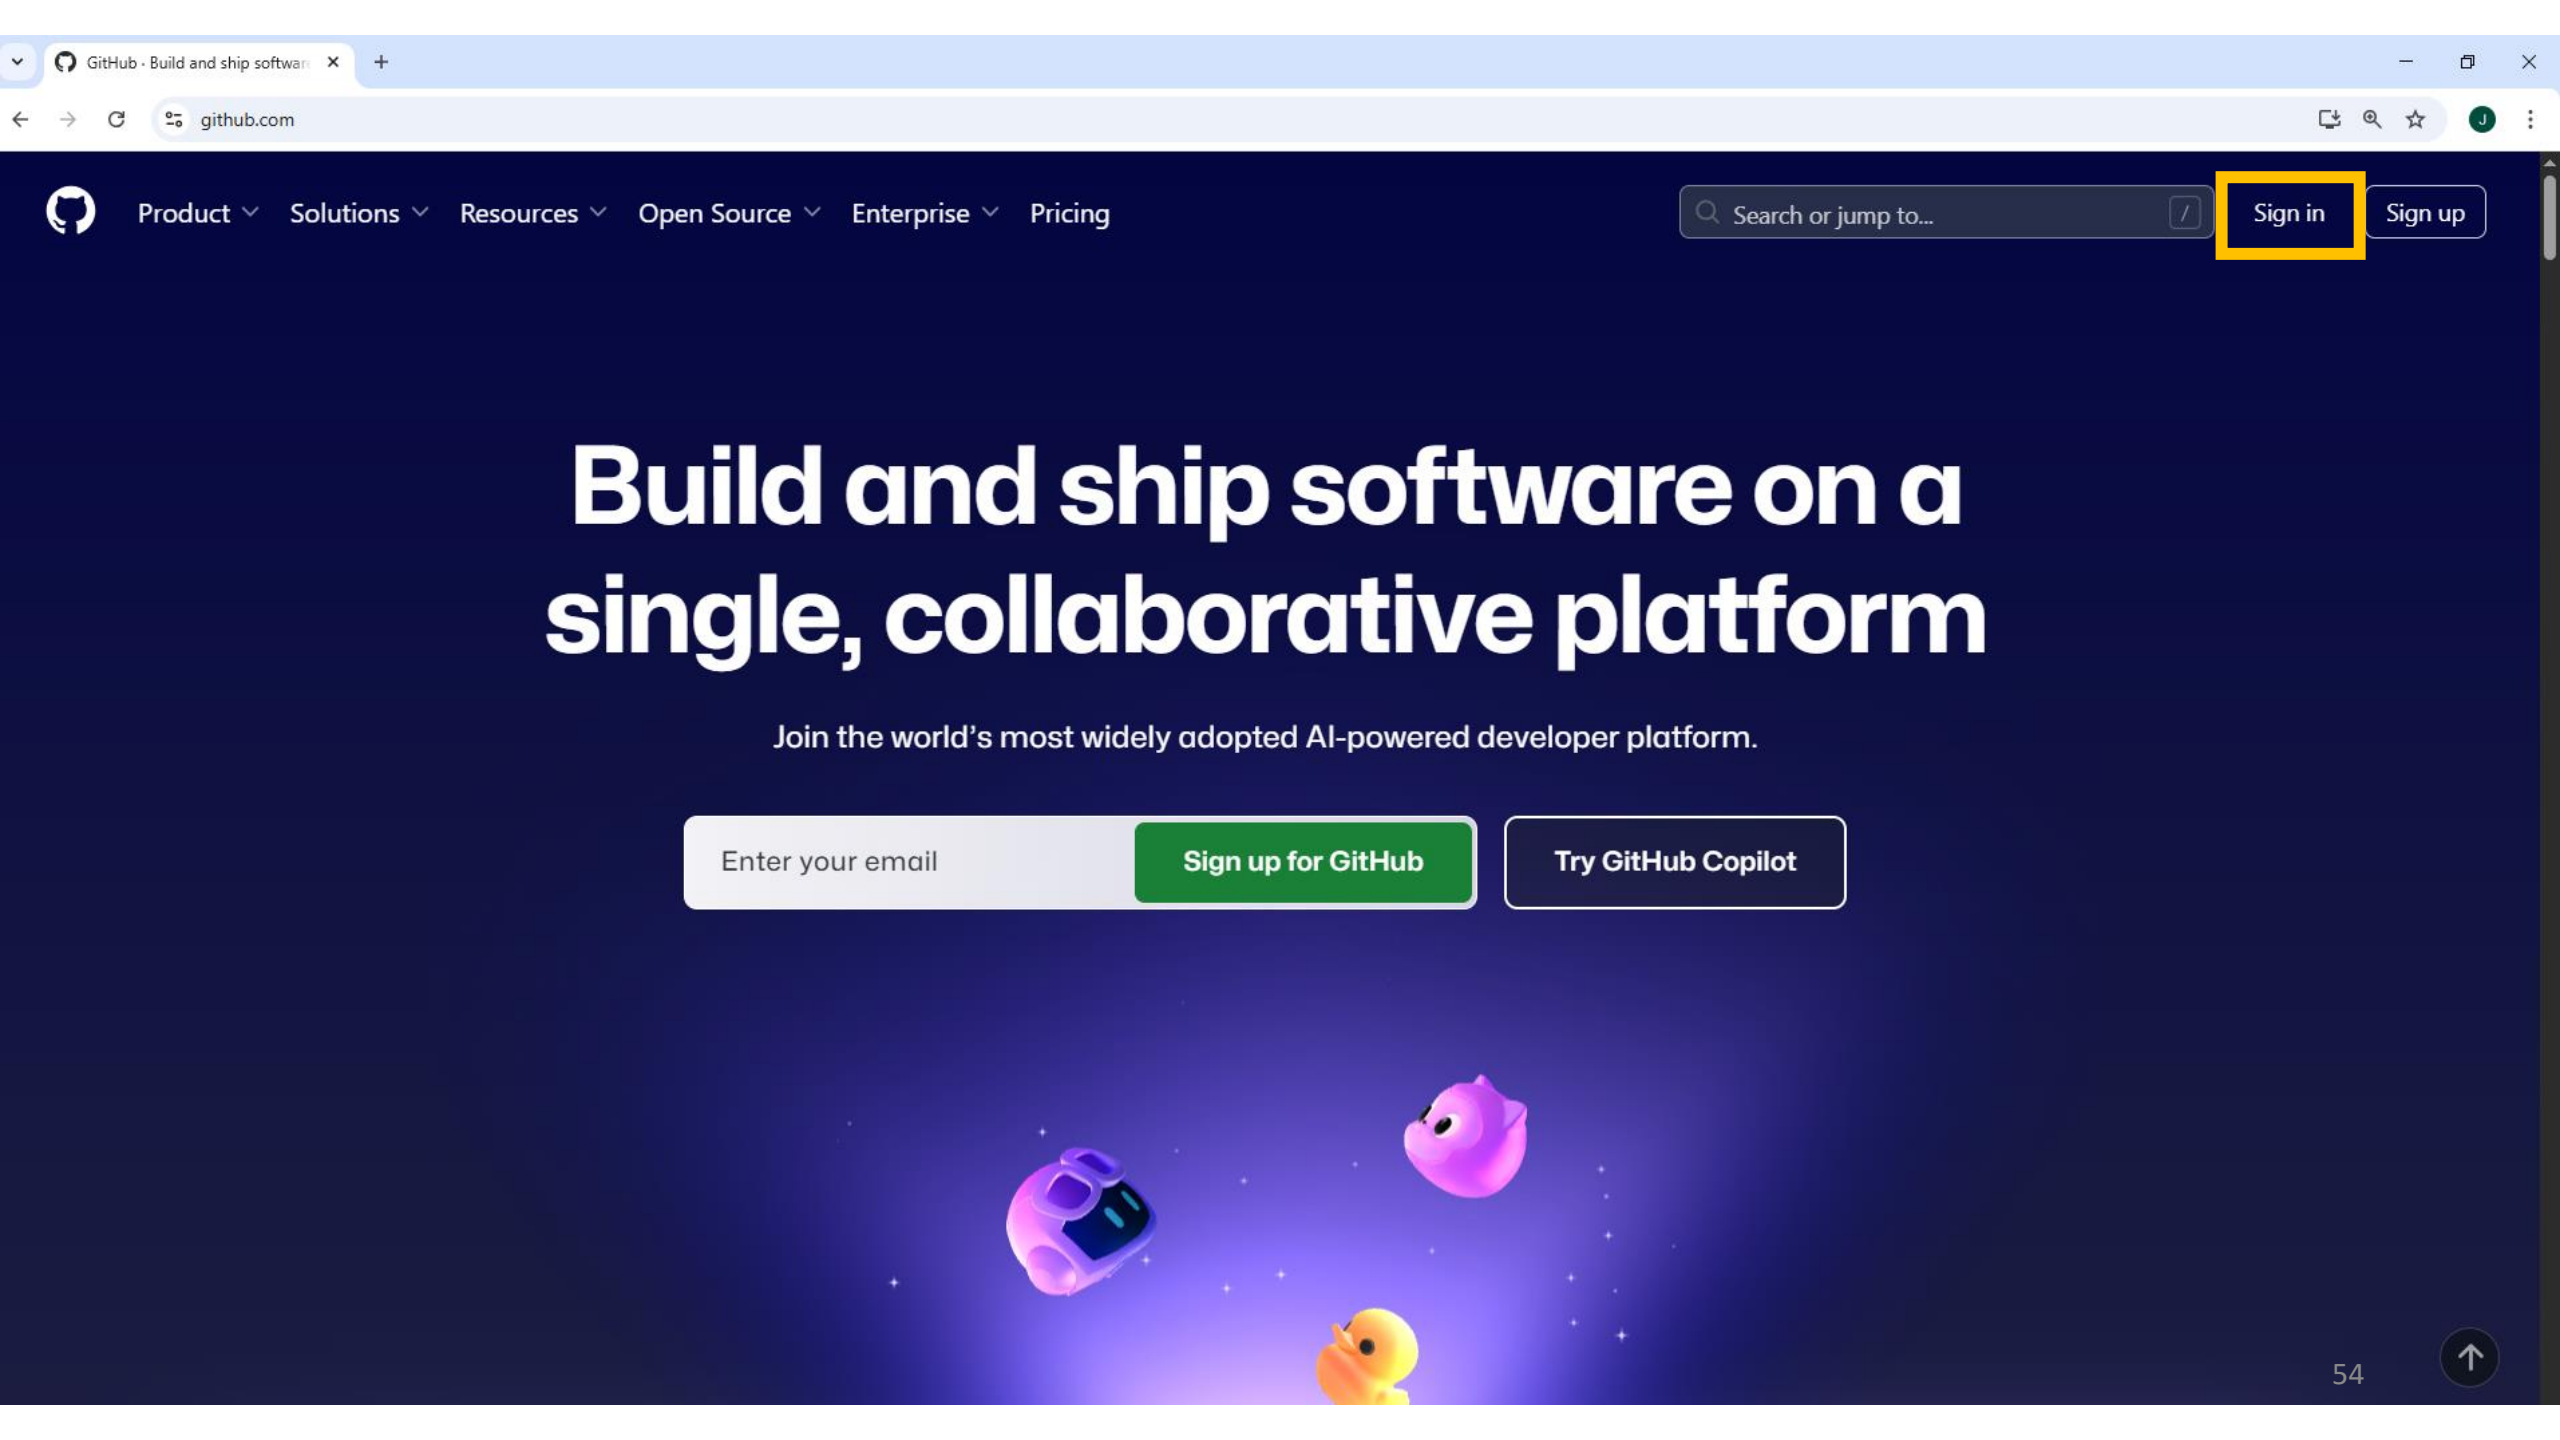 GitHub · Build and ship softwar
github.com
Product Solutions Resources Open Source Enterprise Pricing Search or jump to... / Sign in Sign up
Build and ship software on a
single, collaborative platform
Join the world's most widely adopted AI-powered developer platform.
Enter your email Sign up for GitHub Try GitHub Copilot
54